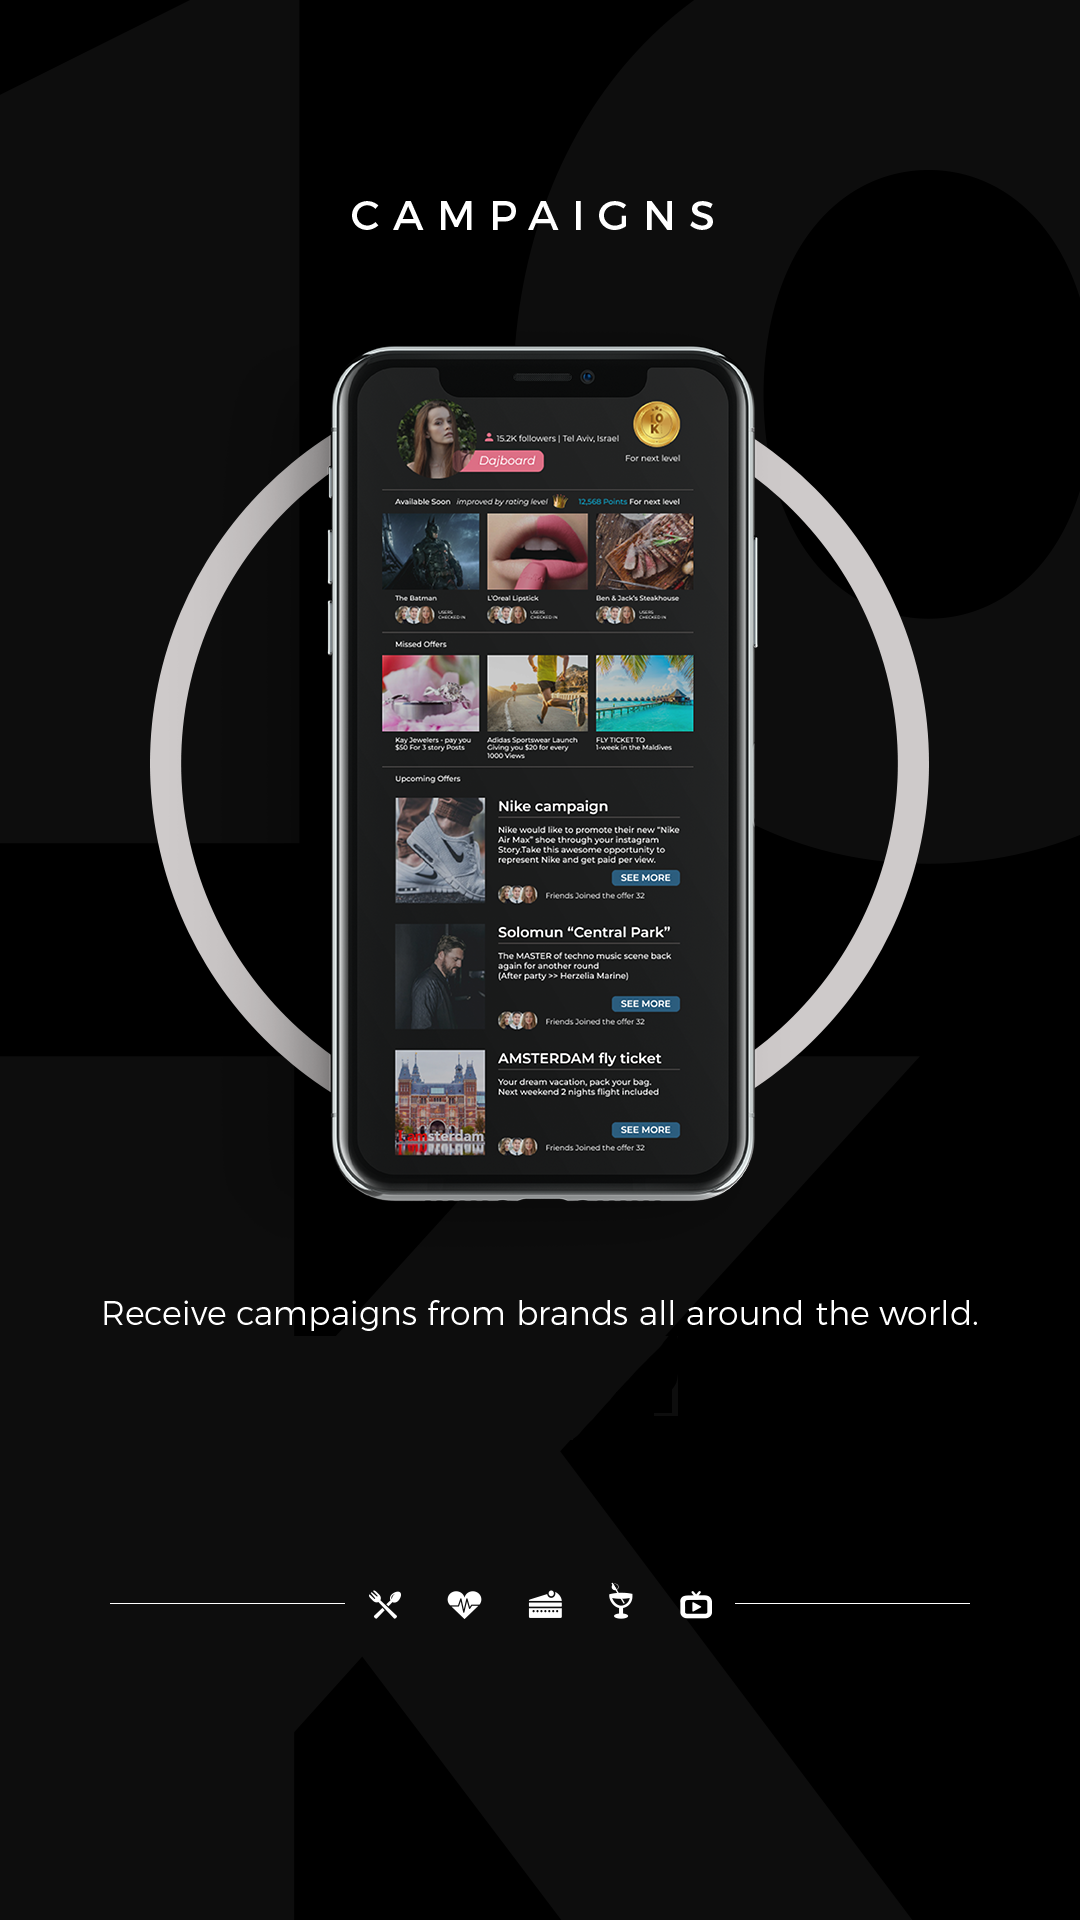 CAMPAIGNS
15.2K followers | Tel Aviv, Israel
10
K
Dajboard
For next level
Available Soon improved by rating level 12,568 Points For next level
The Batman
L'Oreal Lipstick
Ben & Jack's Steakhouse
USERS
CHECKED IN
USERS
CHECKED IN
USERS
CHECKED IN
Missed Offers
Kay Jewelers - pay you
$50 For 3 story Posts
Adidas Sportswear Launch
Giving you $20 for every
1000 Views
FLY TICKET TO
1-week in the Maldives
Upcoming Offers
Nike campaign
Nike would like to promote their new "Nike
Air Max" shoe through your instagram
Story.Take this awesome opportunity to
represent Nike and get paid per view.
SEE MORE
Friends Joined the offer 32
Solomun “Central Park”
The MASTER of techno music scene back
again for another round
(After party >> Herzelia Marine)
SEE MORE
Friends Joined the offer 32
AMSTERDAM fly ticket
Your dream vacation, pack your bag.
Next weekend 2 nights flight included
I amsterdam
SEE MORE
Friends Joined the offer 32
Receive campaigns from brands all around the world.